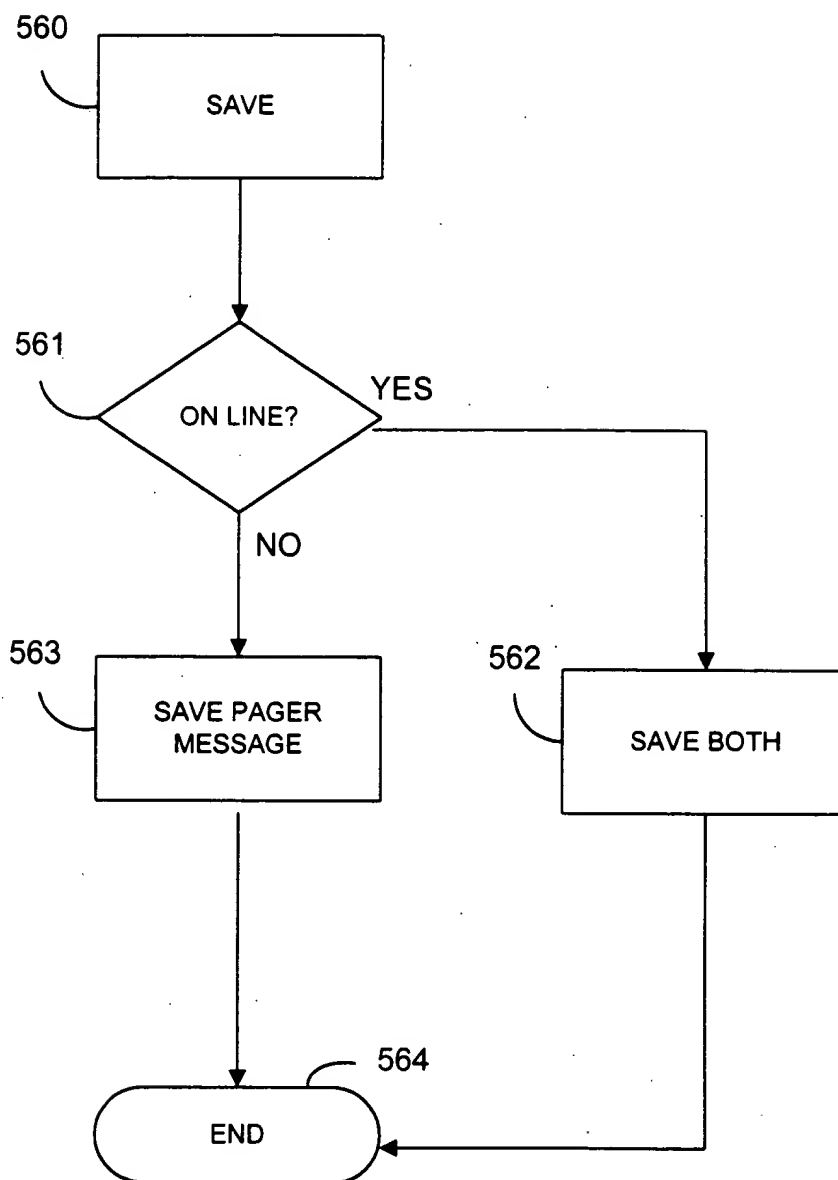 560
SAVE
561
ON LINE?
YES
NO
563
SAVE PAGER
MESSAGE
562
SAVE BOTH
564
END